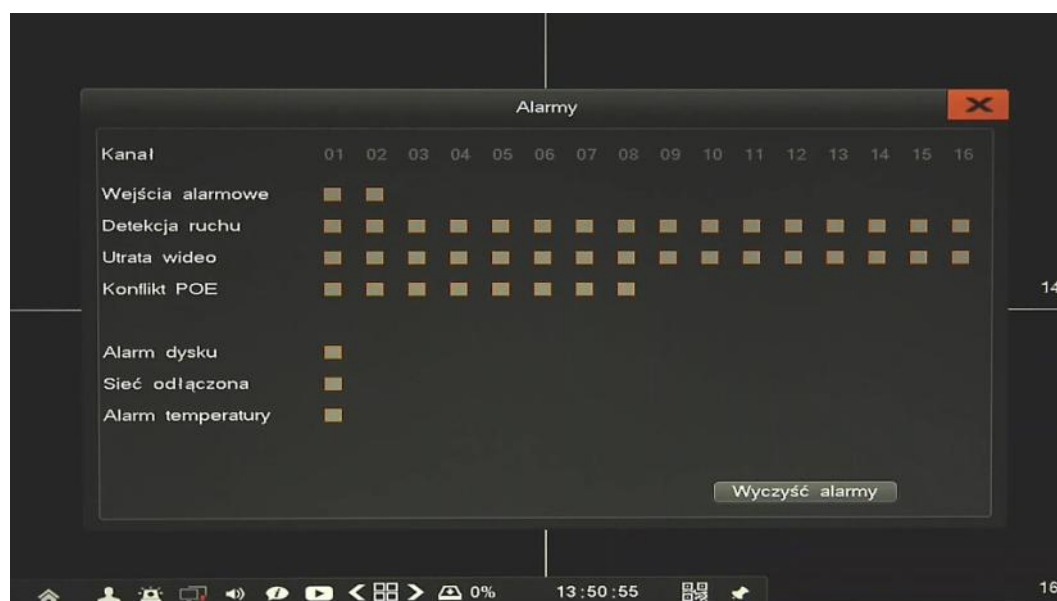 Alarmy
Kanał 01 02 03 04 05 06 07 08 09 10 11 12 13 14 15 16
Wejścia alarmowe
Detekcja ruchu
Utrata wideo
Konflikt POE
14
Alarm dysku
Sieć odłączona
Alarm temperatury
Wyczyść alarmy
0% 13:50:55
16